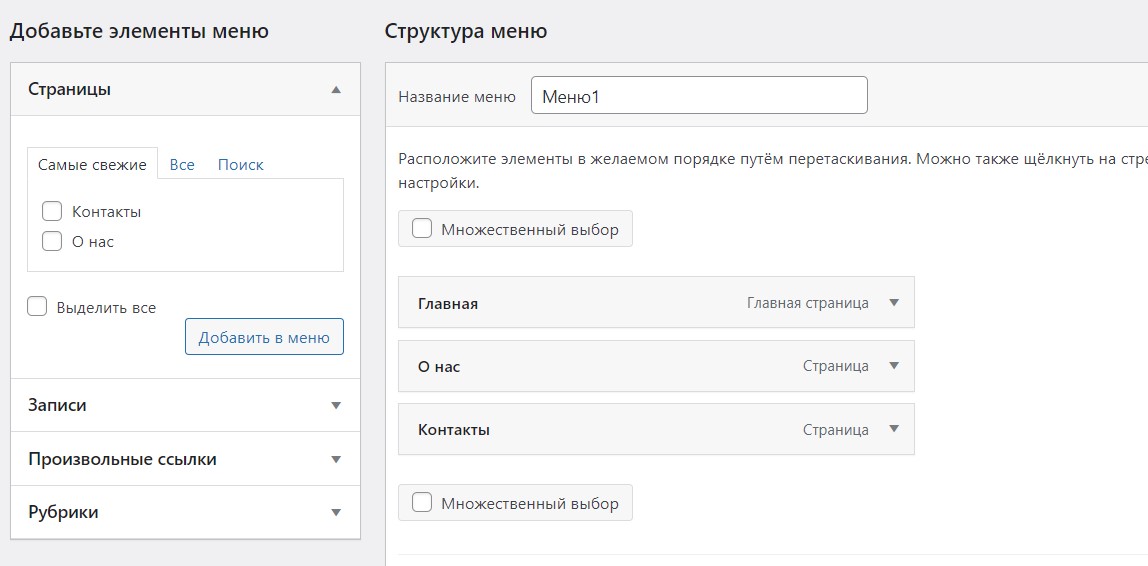 Добавьте элементы меню
Страницы
Самые свежие Все Поиск
Контакты
О нас
Выделить все
Добавить в меню
Записи
Произвольные ссылки
Рубрики
Структура меню
Название меню Меню1
Расположите элементы в желаемом порядке путём перетаскивания. Можно также щёлкнуть на стре
настройки.
Множественный выбор
Главная Главная страница
О нас Страница
Контакты Страница
Множественный выбор